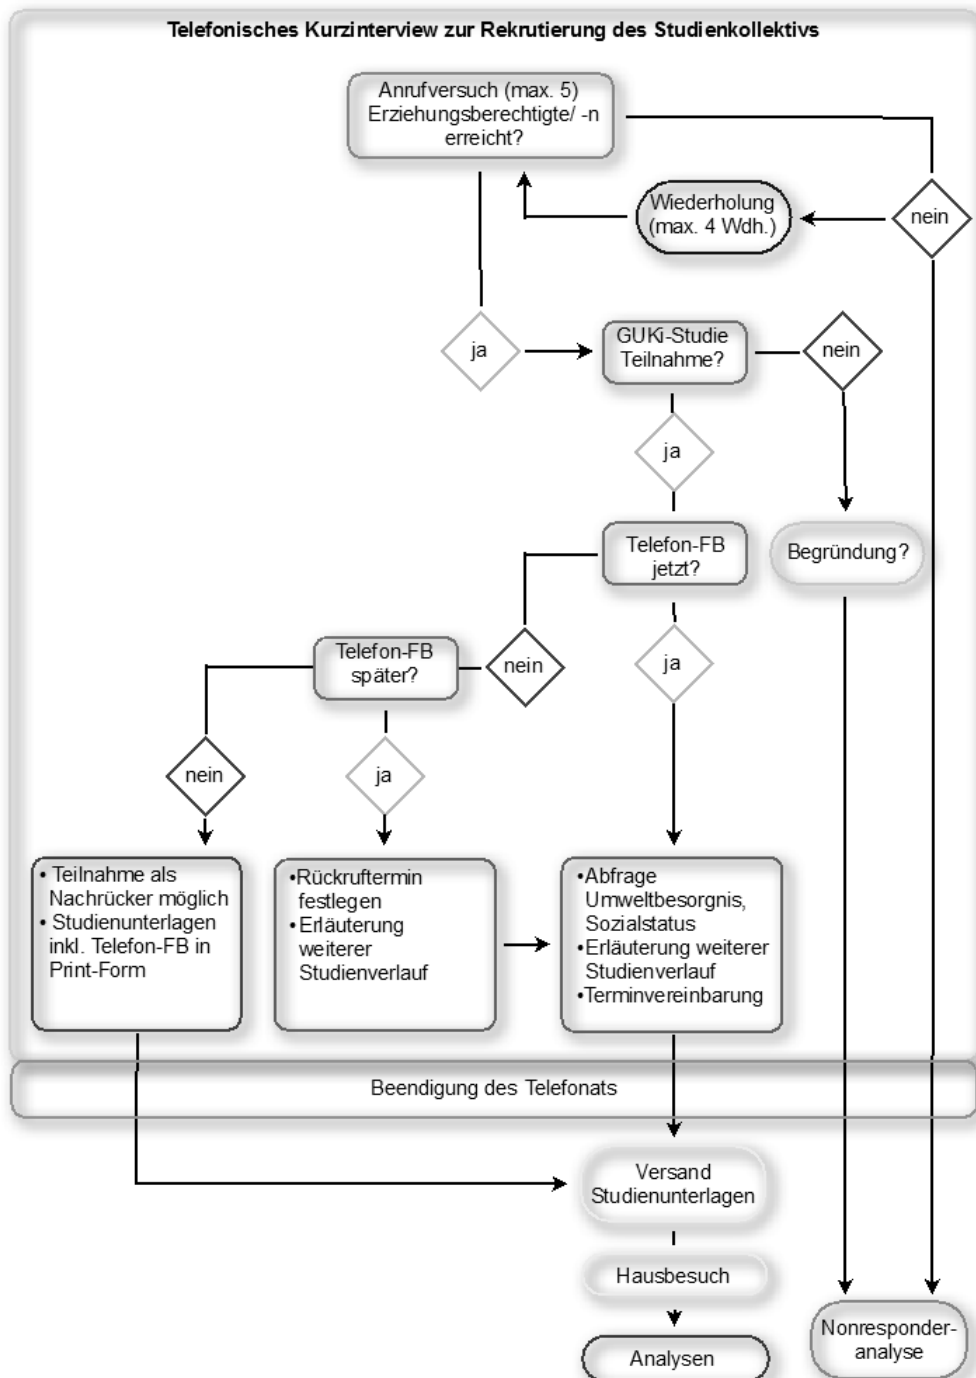 Telefonisches Kurzinterview zur Rekrutierung des Studienkollektivs
Anrufversuch (max. 5)
Erziehungsberechtigte/ -n
erreicht?
Wiederholung
(max. 4 Wdh.)
nein
ja
GUKi-Studie
Teilnahme?
nein
ja
Telefon-FB
jetzt?
Begründung?
Telefon-FB
später?
nein
ja
nein
ja
• Teilnahme als
Nachrücker möglich
• Studienunterlagen
inkl. Telefon-FB in
Print-Form
•Rückruftermin
festlegen
•Erläuterung
weiterer
Studienverlauf
•Abfrage
Umweltbesorgnis,
Sozialstatus
•Erläuterung weiterer
Studienverlauf
•Terminvereinbarung
Beendigung des Telefonats
Versand
Studienunterlagen
Hausbesuch
Analysen
Nonresponder-
analyse